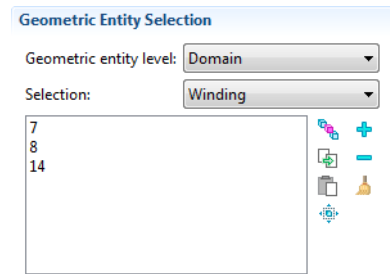 Geometric Entity Selection
Geometric entity level: Domain
Selection: Winding
7
8
14